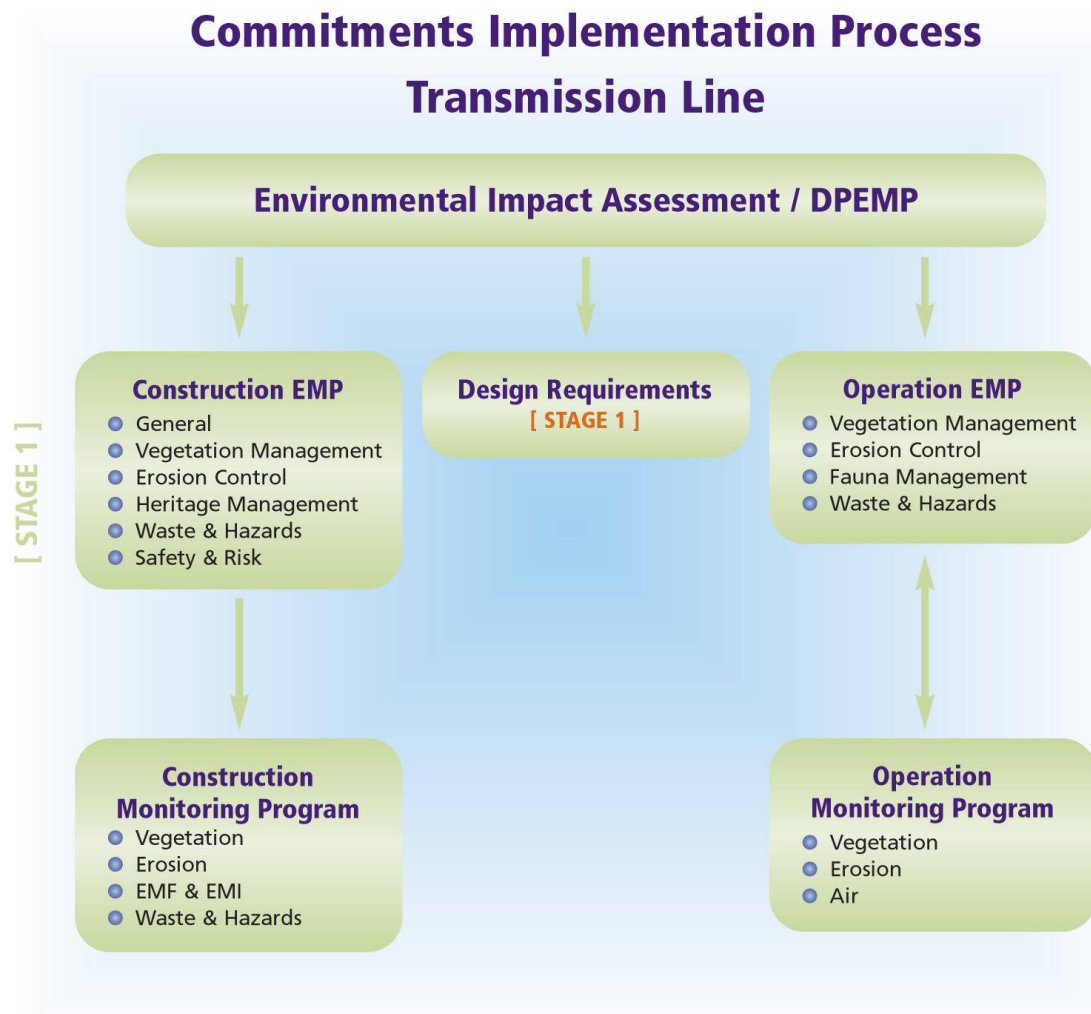 Commitments Implementation Process
Transmission Line
Environmental Impact Assessment / DPEMP
[ STAGE 1 ]
Construction EMP
General
Vegetation Management
Erosion Control
Heritage Management
Waste & Hazards
Safety & Risk
Design Requirements
[ STAGE 1 ]
Operation EMP
Vegetation Management
Erosion Control
Fauna Management
Waste & Hazards
Construction
Monitoring Program
Vegetation
Erosion
EMF & EMI
Waste & Hazards
Operation
Monitoring Program
Vegetation
Erosion
Air